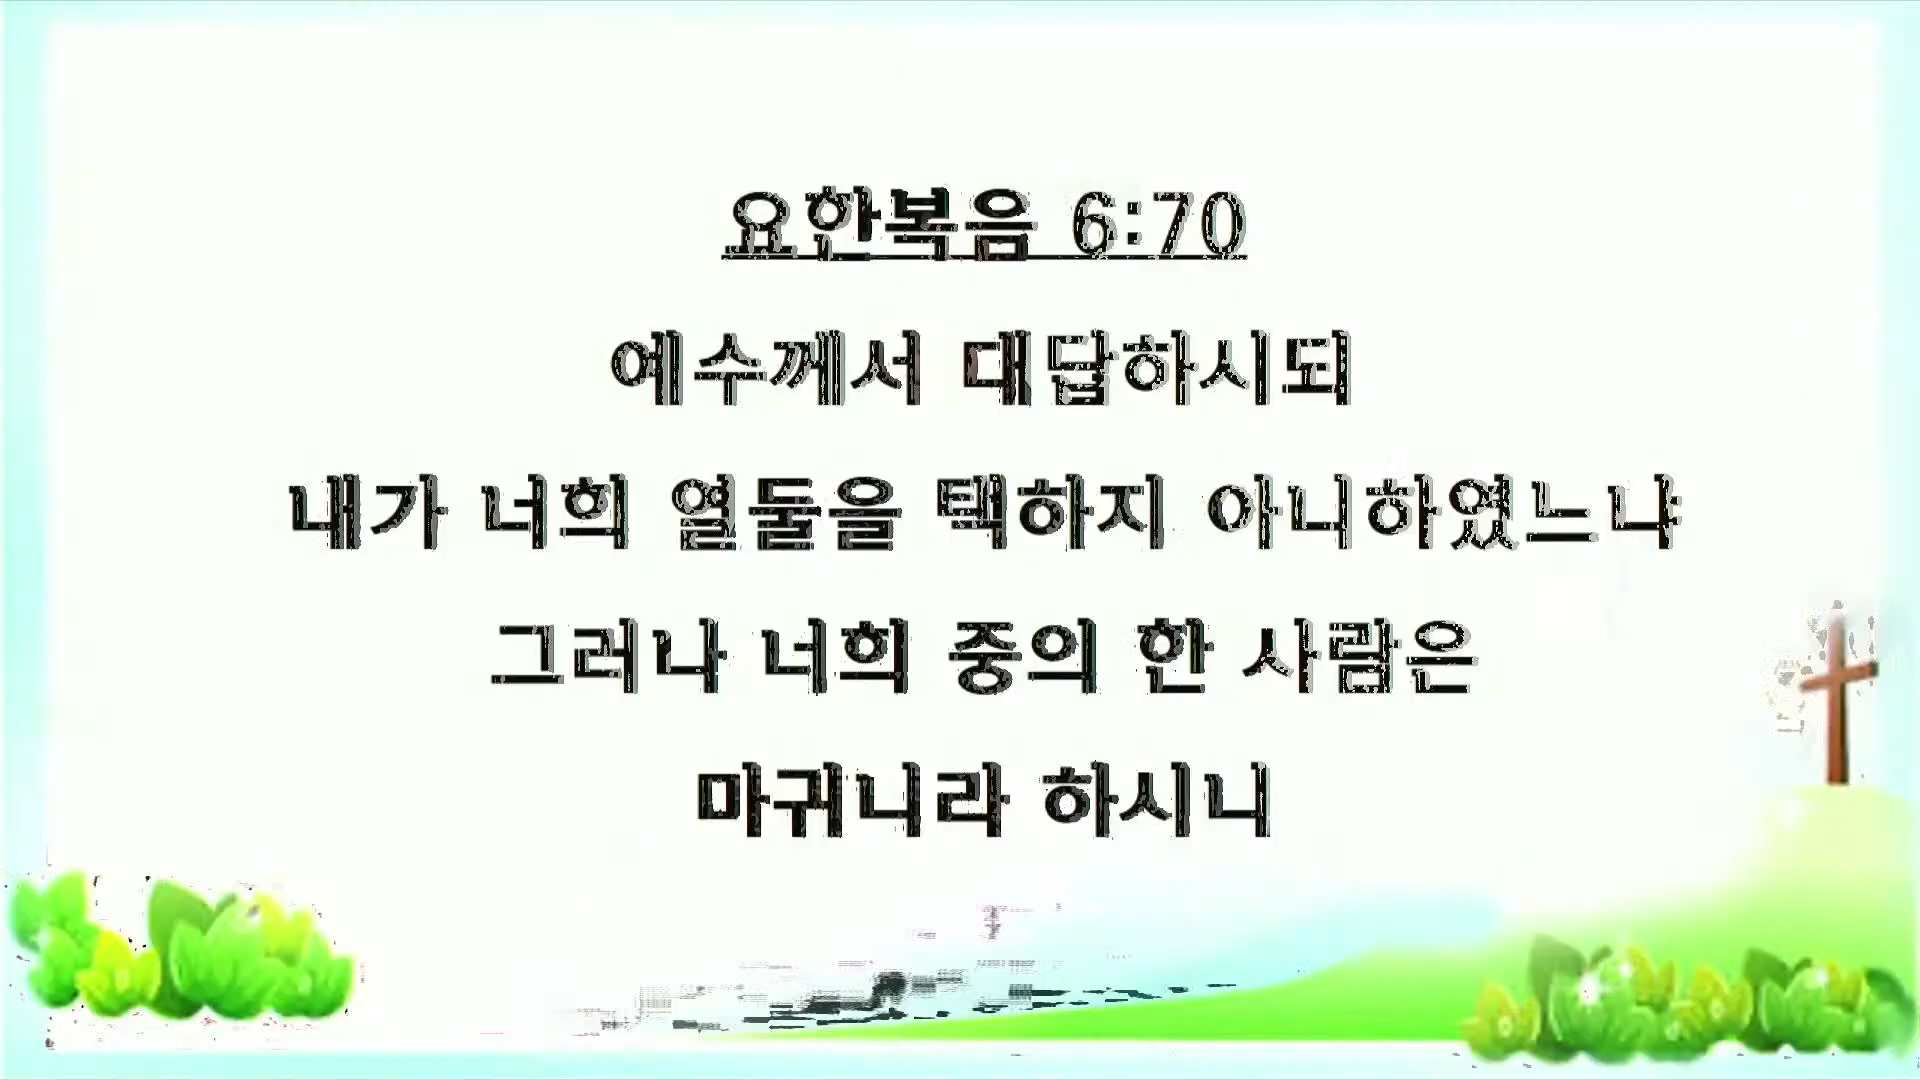 요한복음 6:70
예수께서 대답하시되
내가 너희 열둘을 택하지 아니하였느냐
그러나 너희 중의 한 사람은
마귀니라 하시니